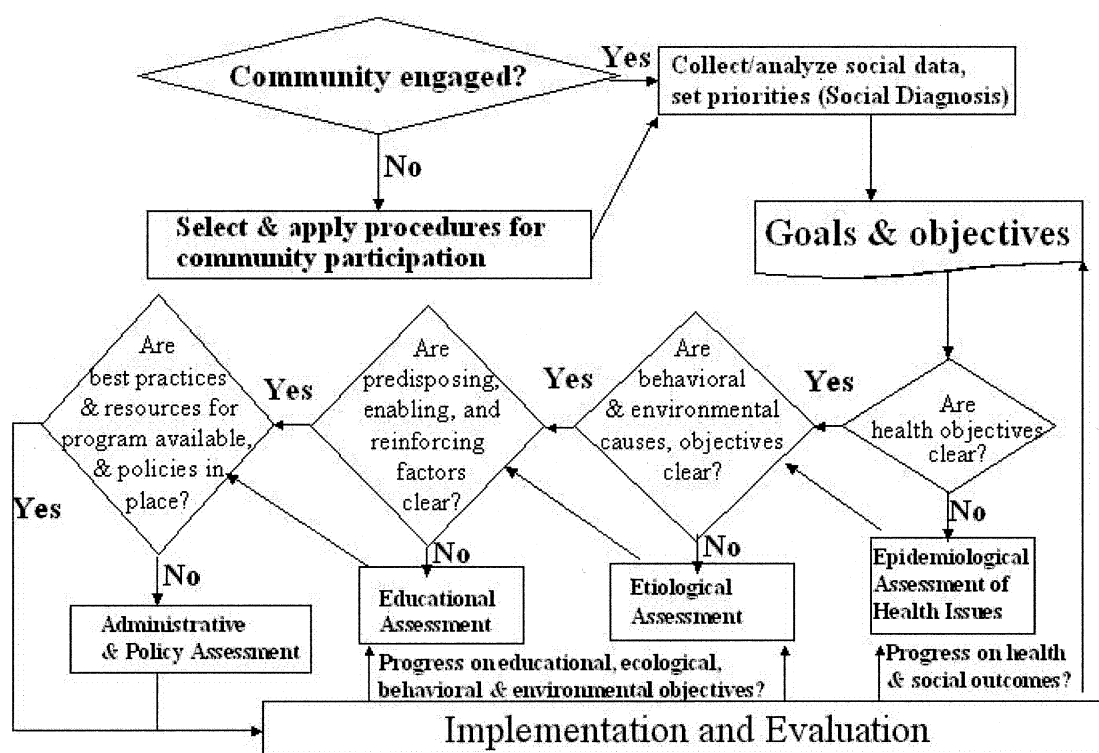 Community engaged?
Yes
Collect/analyze social data,
set priorities (Social Diagnosis)
No
Select & apply procedures for
community participation
Goals & objectives
Are
best practices
& resources for
program available,
& policies in
place?
Yes
Are
predisposing,
enabling, and
reinforcing
factors
clear?
Yes
Are
behavioral
& environmental
causes, objectives
clear?
Yes
Are
health objectives
clear?
Yes
No
No
No
No
Administrative
& Policy Assessment
Educational
Assessment
Etiological
Assessment
Epidemiological
Assessment of
Health Issues
Progress on educational, ecological,
behavioral & environmental objectives?
Progress on health
& social outcomes?
Implementation and Evaluation